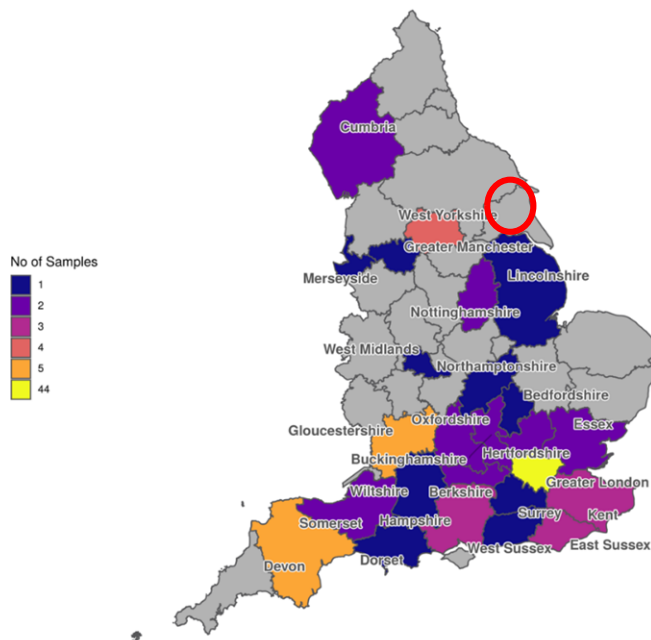 Cumbria
West Yorkshire
Greater Manchester
No of Samples
1
2
3
4
5
44
Merseyside
Lincolnshire
Nottinghamshire
West Midlands
Northamptonshire
Bedfordshire
Oxfordshire
Essex
Gloucestershire
Buckinghamshire
Hertfordshire
Wiltshire
Berkshire
Greater London
Somerset
Hampshire
Surrey
Kent
West Sussex
East Sussex
Devon
Dorset